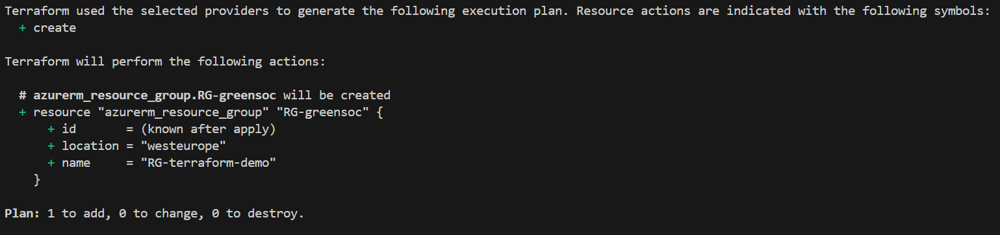 Terraform used the selected providers to generate the following execution plan. Resource actions are indicated with the following symbols:
  + create

Terraform will perform the following actions:

  # azurerm_resource_group.RG-greensoc will be created
  + resource "azurerm_resource_group" "RG-greensoc" {
      + id       = (known after apply)
      + location = "westeurope"
      + name     = "RG-terraform-demo"
    }

Plan: 1 to add, 0 to change, 0 to destroy.